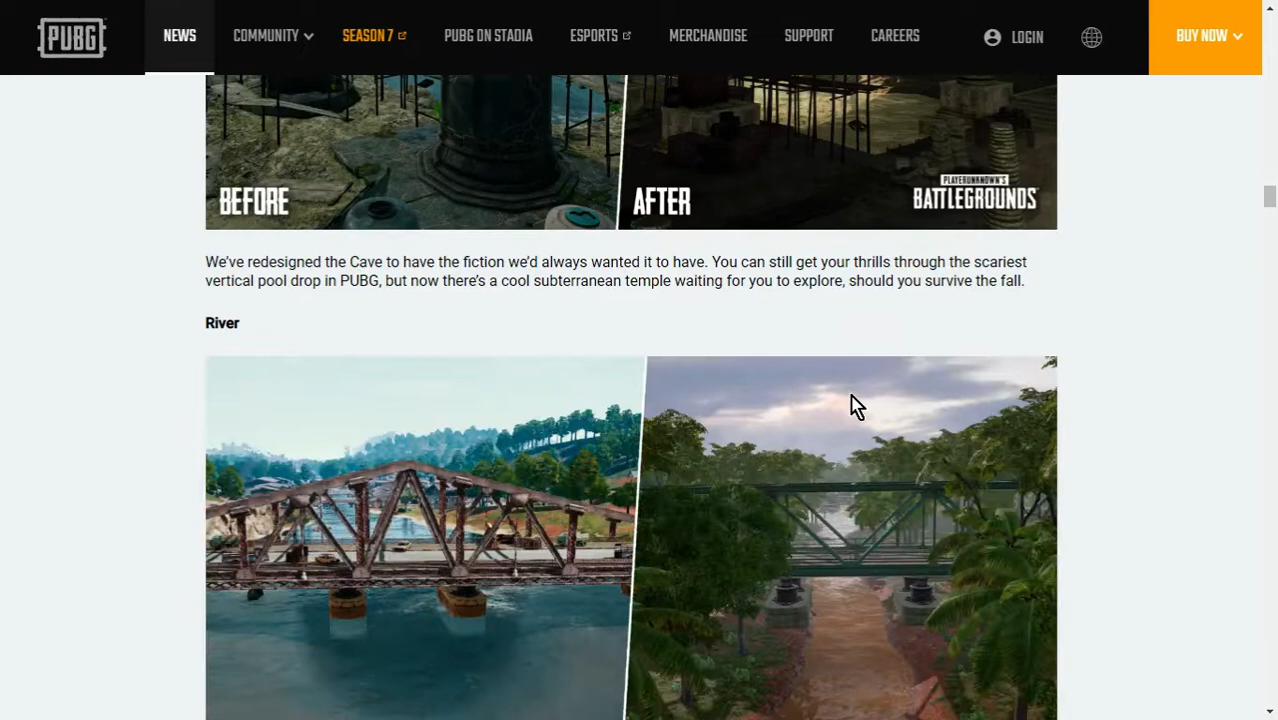 PUBG
NEWS
COMMUNITY
SEASON 7
PUBG ON STADIA
ESPORTS
MERCHANDISE
SUPPORT
CAREERS
LOGIN
BUY NOW
BEFORE
AFTER
PLAYERUNKNOWN'S
BATTLEGROUNDS
We've redesigned the Cave to have the fiction we'd always wanted it to have. You can still get your thrills through the scariest
vertical pool drop in PUBG, but now there's a cool subterranean temple waiting for you to explore, should you survive the fall.
River